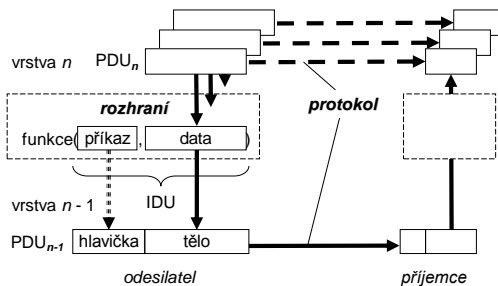 vrstva n PDUn
rozhraní
protokol
funkce(příkaz, data)
IDU
vrstva n - 1
PDUn-1 hlavička tělo
odesilatel příjemce